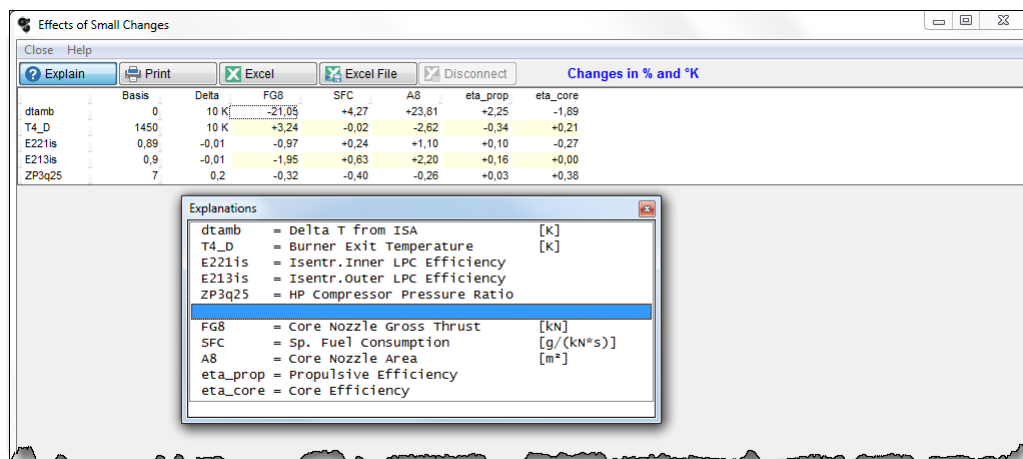 Effects of Small Changes
Close Help
Explain Print Excel Excel File Disconnect Changes in % and °K
Basis Delta FG8 SFC A8 eta_prop eta_core
dtamb 0 10 K -21,05 +4,27 +23,81 +2,25 -1,89
T4_D 1450 10 K +3,24 -0,02 -2,62 -0,34 +0,21
E221is 0,89 -0,01 -0,97 +0,24 +1,10 +0,10 -0,27
E213is 0,9 -0,01 -1,95 +0,63 +2,20 +0,16 +0,00
ZP3q25 7 0,2 -0,32 -0,40 -0,26 +0,03 +0,38
Explanations
dtamb = Delta T from ISA [K]
T4_D = Burner Exit Temperature [K]
E221is = Isentr.Inner LPC Efficiency
E213is = Isentr.Outer LPC Efficiency
ZP3q25 = HP Compressor Pressure Ratio
FG8 = Core Nozzle Gross Thrust [kN]
SFC = Sp. Fuel Consumption [g/(kN*s)]
A8 = Core Nozzle Area [m²]
eta_prop = Propulsive Efficiency
eta_core = Core Efficiency